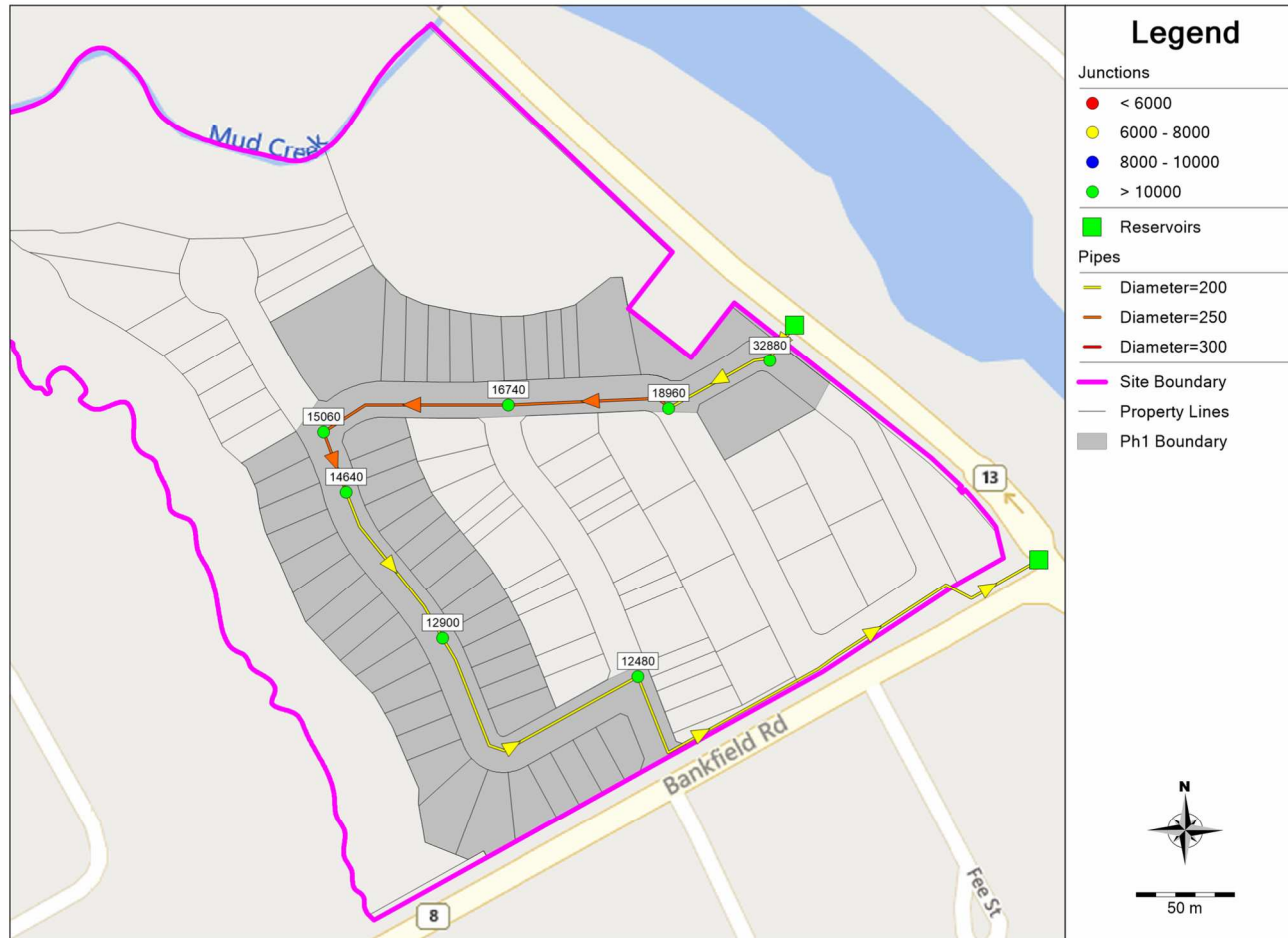 Mud Creek
32880
16740
18960
15060
14640
13
12900
12480
Bankfield Rd
Fee St
8
Legend
Junctions
< 6000
6000 - 8000
8000 - 10000
> 10000
Reservoirs
Pipes
Diameter=200
Diameter=250
Diameter=300
Site Boundary
Property Lines
Ph1 Boundary
N
50 m